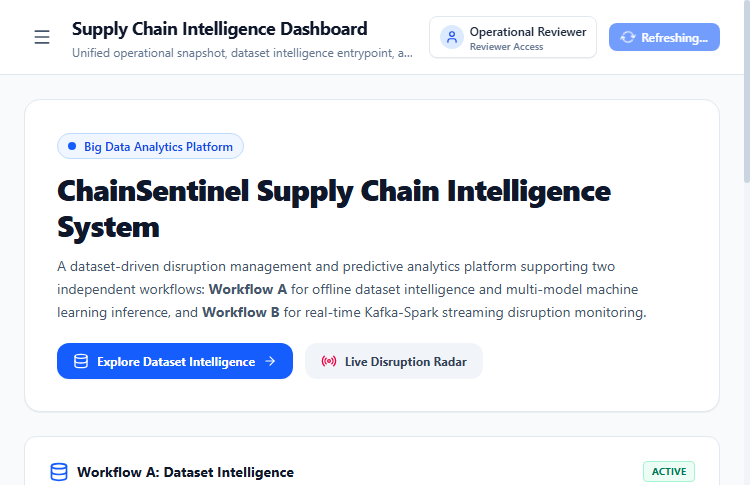 Supply Chain Intelligence Dashboard
Unified operational snapshot, dataset intelligence entrypoint, a...
Operational Reviewer
Reviewer Access
Refreshing...
Big Data Analytics Platform
ChainSentinel Supply Chain Intelligence
System
A dataset-driven disruption management and predictive analytics platform supporting two
independent workflows: Workflow A for offline dataset intelligence and multi-model machine
learning inference, and Workflow B for real-time Kafka-Spark streaming disruption monitoring.
Explore Dataset Intelligence
Live Disruption Radar
Workflow A: Dataset Intelligence
ACTIVE